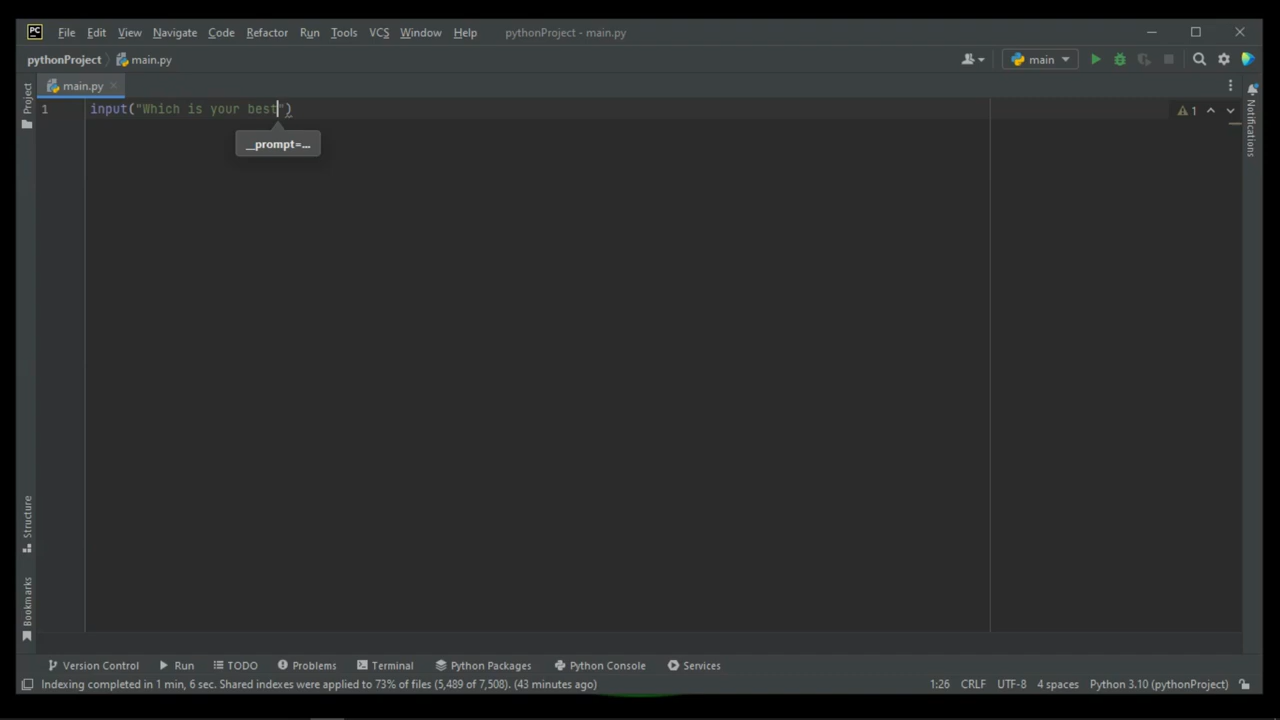 PC File Edit View Navigate Code Refactor Run Tools VCS Window Help pythonProject - main.py
pythonProject main.py main
main.py
Project
1 input("Which is your best")
1
__prompt=...
Notifications
Structure
Bookmarks
Version Control Run TODO Problems Terminal Python Packages Python Console Services
Indexing completed in 1 min, 6 sec. Shared indexes were applied to 73% of files (5,489 of 7,508). (43 minutes ago) 1:26 CRLF UTF-8 4 spaces Python 3.10 (pythonProject)